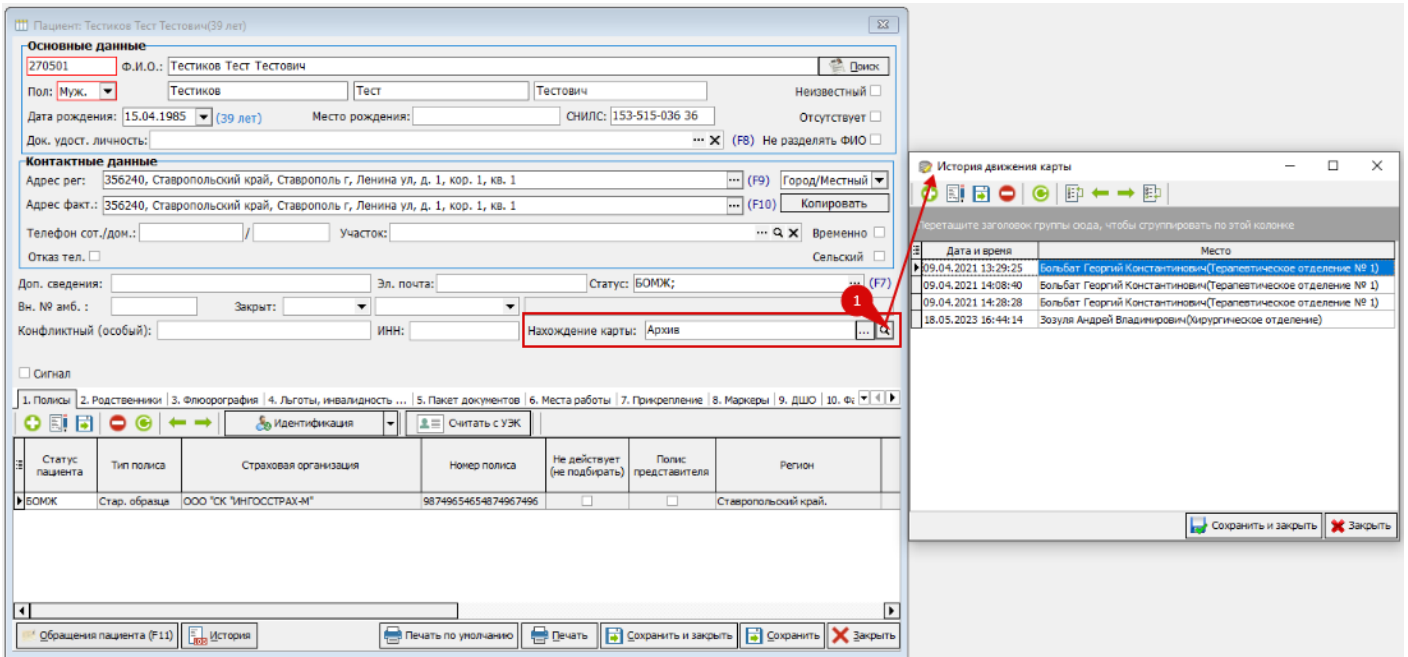 Пациент: Тестиков Тест Тестович(39 лет)
Основные данные
270501 Ф.И.О.: Тестиков Тест Тестович Поиск
Пол: Муж. Тестиков Тест Тестович Неизвестный
Дата рождения: 15.04.1985 (39 лет) Место рождения: СНИЛС: 153-515-036 36 Отсутствует
Док. удост. личность: ... (F8) Не разделять ФИО
Контактные данные
Адрес рег: 356240, Ставропольский край, Ставрополь г, Ленина ул, д. 1, кор. 1, кв. 1 ... (F9) Город/Местный
Адрес факт.: 356240, Ставропольский край, Ставрополь г, Ленина ул, д. 1, кор. 1, кв. 1 ... (F10) Копировать
Телефон сот./дом.: / Участок: ... Временно
Отказ тел. Сельский
Доп. сведения: Эл. почта: Статус: БОМЖ; ... (F7)
Вн. № амб. : Закрыт: 1
Конфликтный (особый): ИНН: Нахождение карты: Архив ...
Сигнал
1. Полисы 2. Родственники 3. Флюорография 4. Льготы, инвалидность ... 5. Пакет документов 6. Места работы 7. Прикрепление 8. Маркеры 9. ДШО 10. Фа
Идентификация Считать с УЭК
Статус пациента Тип полиса Страховая организация Номер полиса Не действует (не подбирать) Полис представителя Регион
БОМЖ Стар. образца ООО "СК "ИНГОССТРАХ-М" 98749654654874967496 Ставропольский край.
Обращения пациента (F11) История Печать по умолчанию Печать Сохранить и закрыть Сохранить Закрыть
История движения карты
Перетащите заголовок группы сюда, чтобы сгруппировать по этой колонке
Дата и время Место
09.04.2021 13:29:25 Больбат Георгий Константинович(Терапевтическое отделение № 1)
09.04.2021 14:08:40 Больбат Георгий Константинович(Терапевтическое отделение № 1)
09.04.2021 14:28:28 Больбат Георгий Константинович(Терапевтическое отделение № 1)
18.05.2023 16:44:14 Зозуля Андрей Владимирович(Хирургическое отделение)
Сохранить и закрыть Закрыть